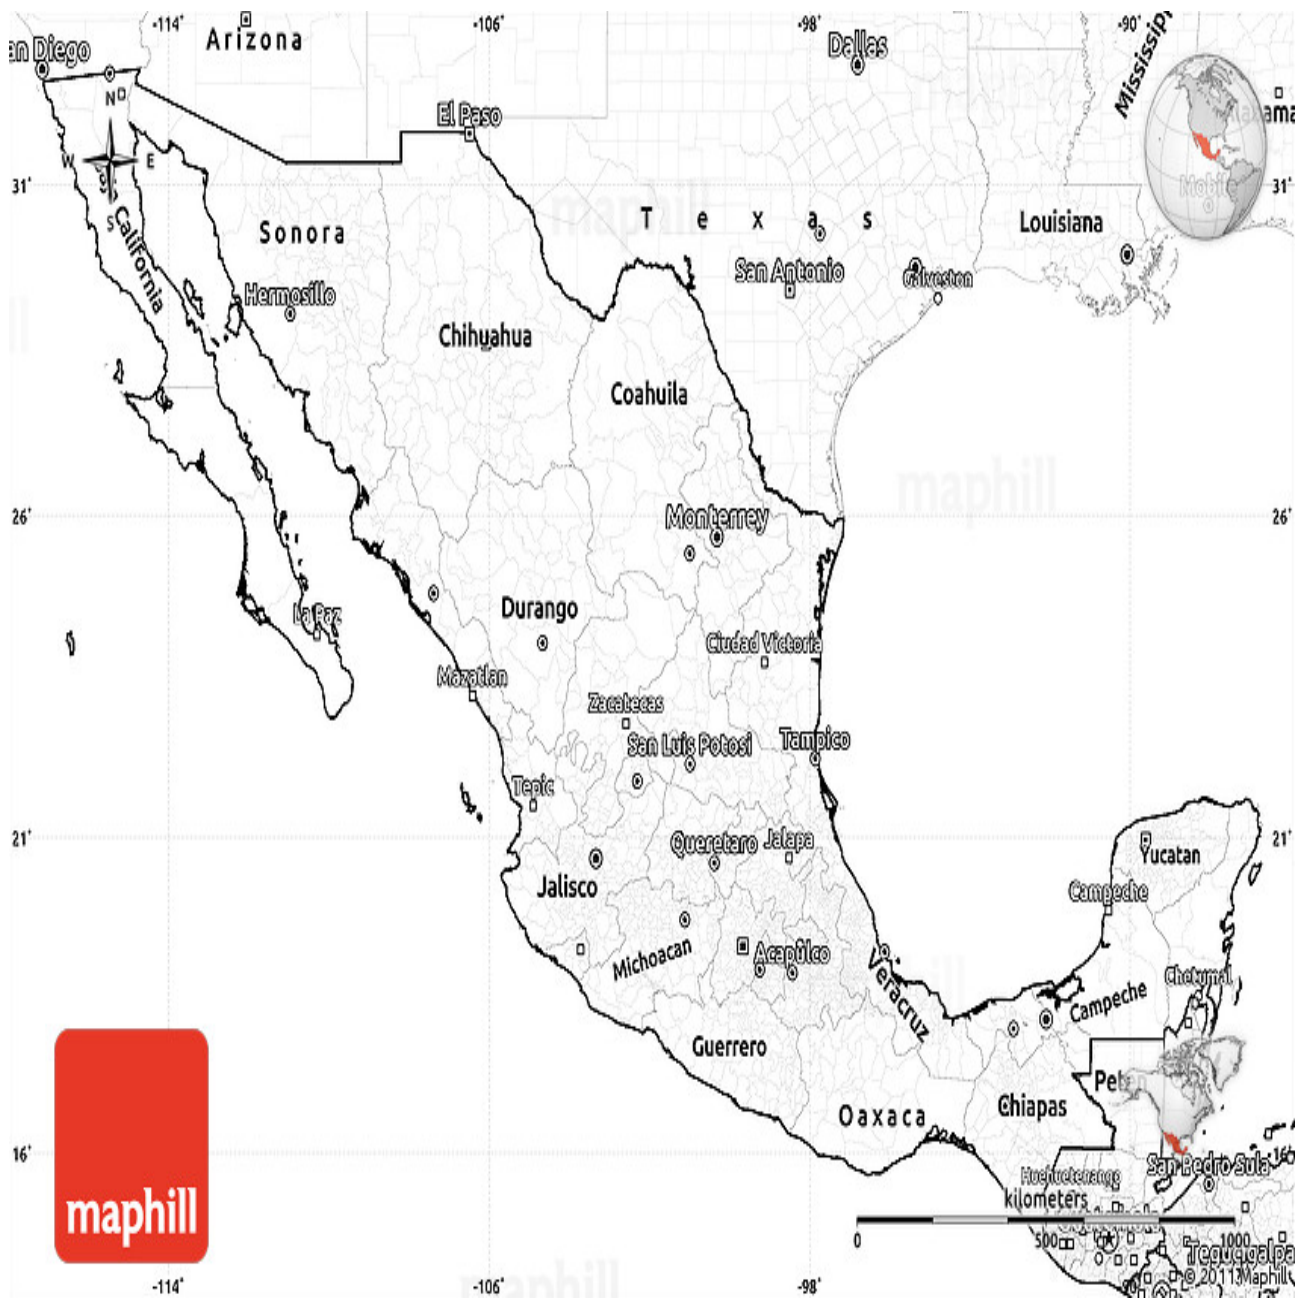 -114°
-106°
-98°
-90°
Arizona
an Diego
Dallas
Mississipp
N
El Paso
W
E
31°
31°
Mobile
S
California
Sonora
maphill
T e x a s
Louisiana
San Antonio
Galveston
Hermosillo
Chihuahua
Coahuila
maphill
26°
Monterrey
26°
Durango
La Paz
Ciudad Victoria
Mazatlan
Zacatecas
San Luis Potosi
Tampico
Tepic
21°
Queretaro
Jalapa
21°
Yucatan
Jalisco
Campeche
Michoacan
Acapulco
Veracruz
Chetumal
Campeche
Guerrero
Chiapas
Oaxaca
16°
16°
San Pedro Sula
Huehuetenango
kilometers
maphill
0
500
1000
Tegucigalpa
© 2011 Maphill
maphill
-114°
-106°
-98°